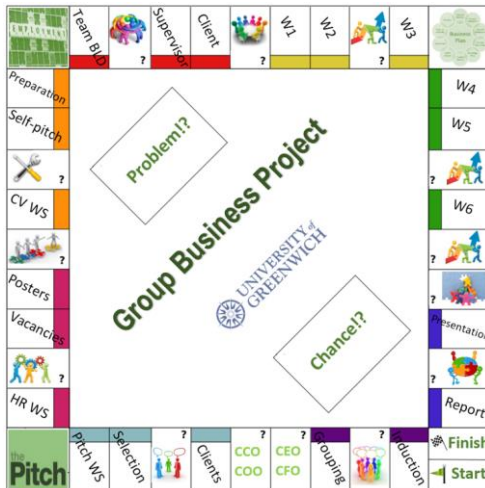 EMPLOYMENT
Team BLD
?
Supervisor
Client
?
W1
W2
?
W3
Business
Plan
Preparation
Self-pitch
?
CV WS
?
Posters
Vacancies
?
HR WS
Problem!?
Group Business Project
UNIVERSITY of
GREENWICH
Chance!?
W4
W5
?
W6
?
?
Presentation
?
Report
the
Pitch
Pitch WS
Selection
?
Clients
?
CCO
COO
?
CEO
CFO
Grouping
?
Induction
Finish
Start